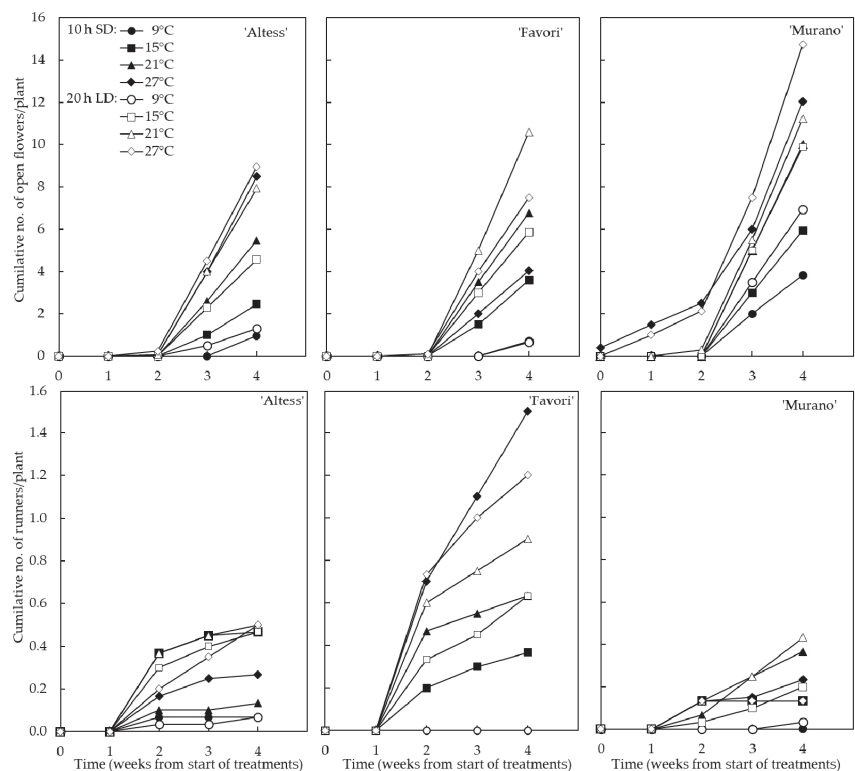 16
14
12
10
8
6
4
2
0
Cumilative no. of open flowers/plant
10 h SD: 9°C
15°C
21°C
27°C
20 h LD: 9°C
15°C
21°C
27°C
'Altess'
'Favori'
'Murano'
0 1 2 3 4
0 1 2 3 4
0 1 2 3 4
1.6
1.4
1.2
1.0
0.8
0.6
0.4
0.2
0.0
Cumilative no. of runners/plant
'Altess'
'Favori'
'Murano'
0 1 2 3 4
0 1 2 3 4
0 1 2 3 4
Time (weeks from start of treatments)
Time (weeks from start of treatments)
Time (weeks from start of treatments)